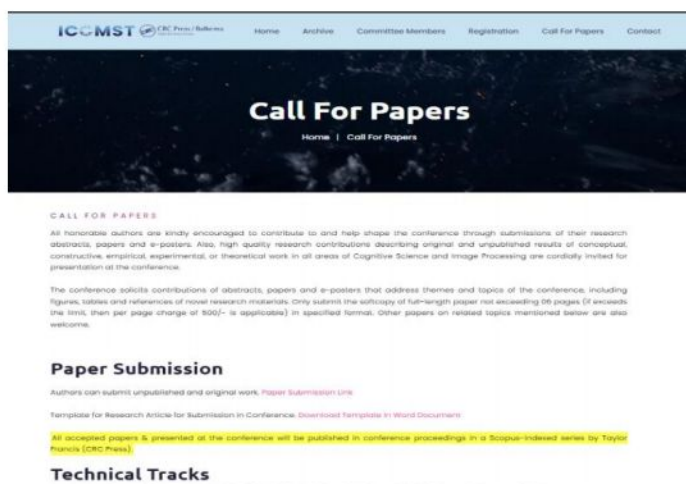 ICCMST CRC Press / Balkema Home Archive Committee Members Registration Call For Papers Contact
Call For Papers
Home | Call For Papers
CALL FOR PAPERS
All honorable authors are kindly encouraged to contribute to and help shape the conference through submissions of their research
abstracts, papers and e-posters. Also, high quality research contributions describing original and unpublished results of conceptual,
constructive, empirical, experimental, or theoretical work in all areas of Cognitive Science and Image Processing are cordially invited for
presentation at the conference.
The conference solicits contributions of abstracts, papers and e-posters that address themes and topics of the conference, including
figures, tables and references of novel research materials. Only submit the softcopy of full-length paper not exceeding 06 pages (if exceeds
the limit, then per page charge of 500/- is applicable) in specified format. Other papers on related topics mentioned below are also
welcome.
Paper Submission
Authors can submit unpublished and original work. Paper Submission Link
Template for Research Article for Submission in Conference: Download Template in Word Document
All accepted papers & presented at the conference will be published in conference proceedings in a Scopus-indexed series by Taylor
Francis (CRC Press).
Technical Tracks